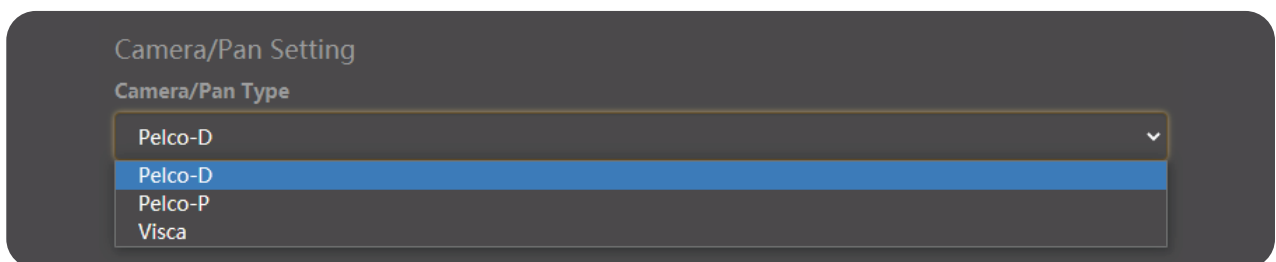 Camera/Pan Setting
Camera/Pan Type
Pelco-D
Pelco-D
Pelco-P
Visca